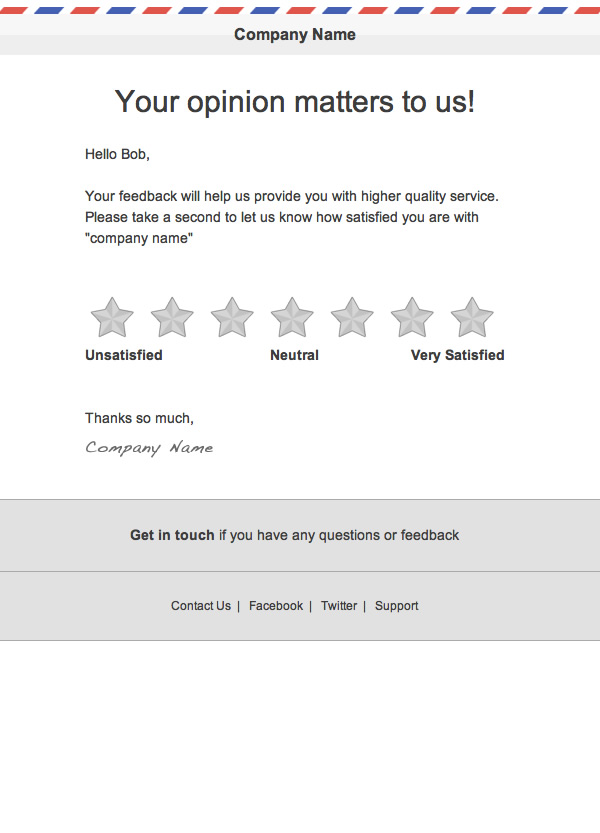 Company Name
Your opinion matters to us!
Hello Bob,
Your feedback will help us provide you with higher quality service.
Please take a second to let us know how satisfied you are with
"company name"
Unsatisfied Neutral Very Satisfied
Thanks so much,
Company Name
Get in touch if you have any questions or feedback
Contact Us | Facebook | Twitter | Support